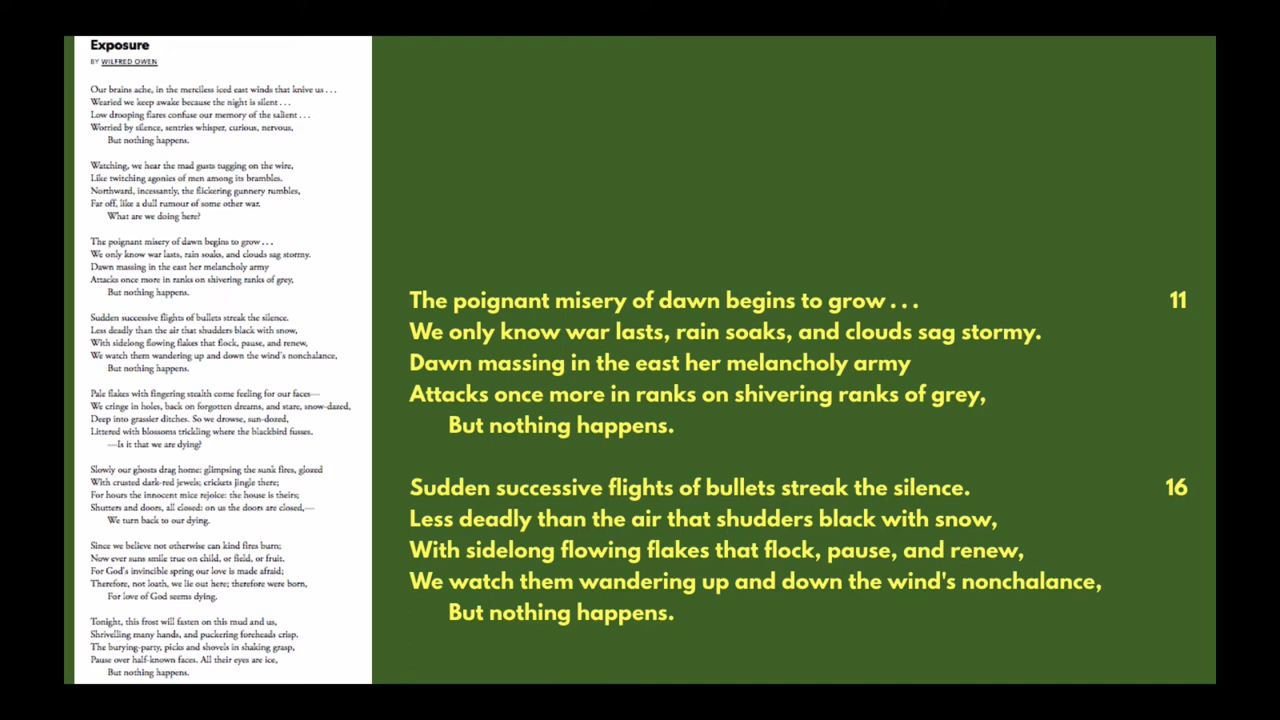 Exposure
BY WILFRED OWEN
Our brains ache, in the merciless iced east winds that knive us . . .
Wearied we keep awake because the night is silent . . .
Low drooping flares confuse our memory of the salient . . .
Worried by silence, sentries whisper, curious, nervous,
But nothing happens.
Watching, we hear the mad gusts tugging on the wire,
Like twitching agonies of men among its brambles.
Northward, incessantly, the flickering gunnery rumbles,
Far off, like a dull rumour of some other war.
What are we doing here?
The poignant misery of dawn begins to grow . . .
We only know war lasts, rain soaks, and clouds sag stormy.
Dawn massing in the east her melancholy army
Attacks once more in ranks on shivering ranks of grey,
But nothing happens.
Sudden successive flights of bullets streak the silence.
Less deadly than the air that shudders black with snow,
With sidelong flowing flakes that flock, pause, and renew,
We watch them wandering up and down the wind's nonchalance,
But nothing happens.
Pale flakes with fingering stealth come feeling for our faces—
We cringe in holes, back on forgotten dreams, and stare, snow-dazed,
Deep into grassier ditches. So we drowse, sun-dozed,
Littered with blossoms trickling where the blackbird fusses.
—Is it that we are dying?
Slowly our ghosts drag home: glimpsing the sunk fires, glozed
With crusted dark-red jewels; crickets jingle there;
For hours the innocent mice rejoice: the house is theirs;
Shutters and doors, all closed: on us the doors are closed,—
We turn back to our dying.
Since we believe not otherwise can kind fires burn;
Now ever suns smile true on child, or field, or fruit.
For God's invincible spring our love is made afraid;
Therefore, not loath, we lie out here; therefore were born,
For love of God seems dying.
Tonight, this frost will fasten on this mud and us,
Shrivelling many hands, and puckering foreheads crisp.
The burying-party, picks and shovels in shaking grasp,
Pause over half-known faces. All their eyes are ice,
But nothing happens.
The poignant misery of dawn begins to grow . . . 11
We only know war lasts, rain soaks, and clouds sag stormy.
Dawn massing in the east her melancholy army
Attacks once more in ranks on shivering ranks of grey,
But nothing happens.
Sudden successive flights of bullets streak the silence. 16
Less deadly than the air that shudders black with snow,
With sidelong flowing flakes that flock, pause, and renew,
We watch them wandering up and down the wind's nonchalance,
But nothing happens.